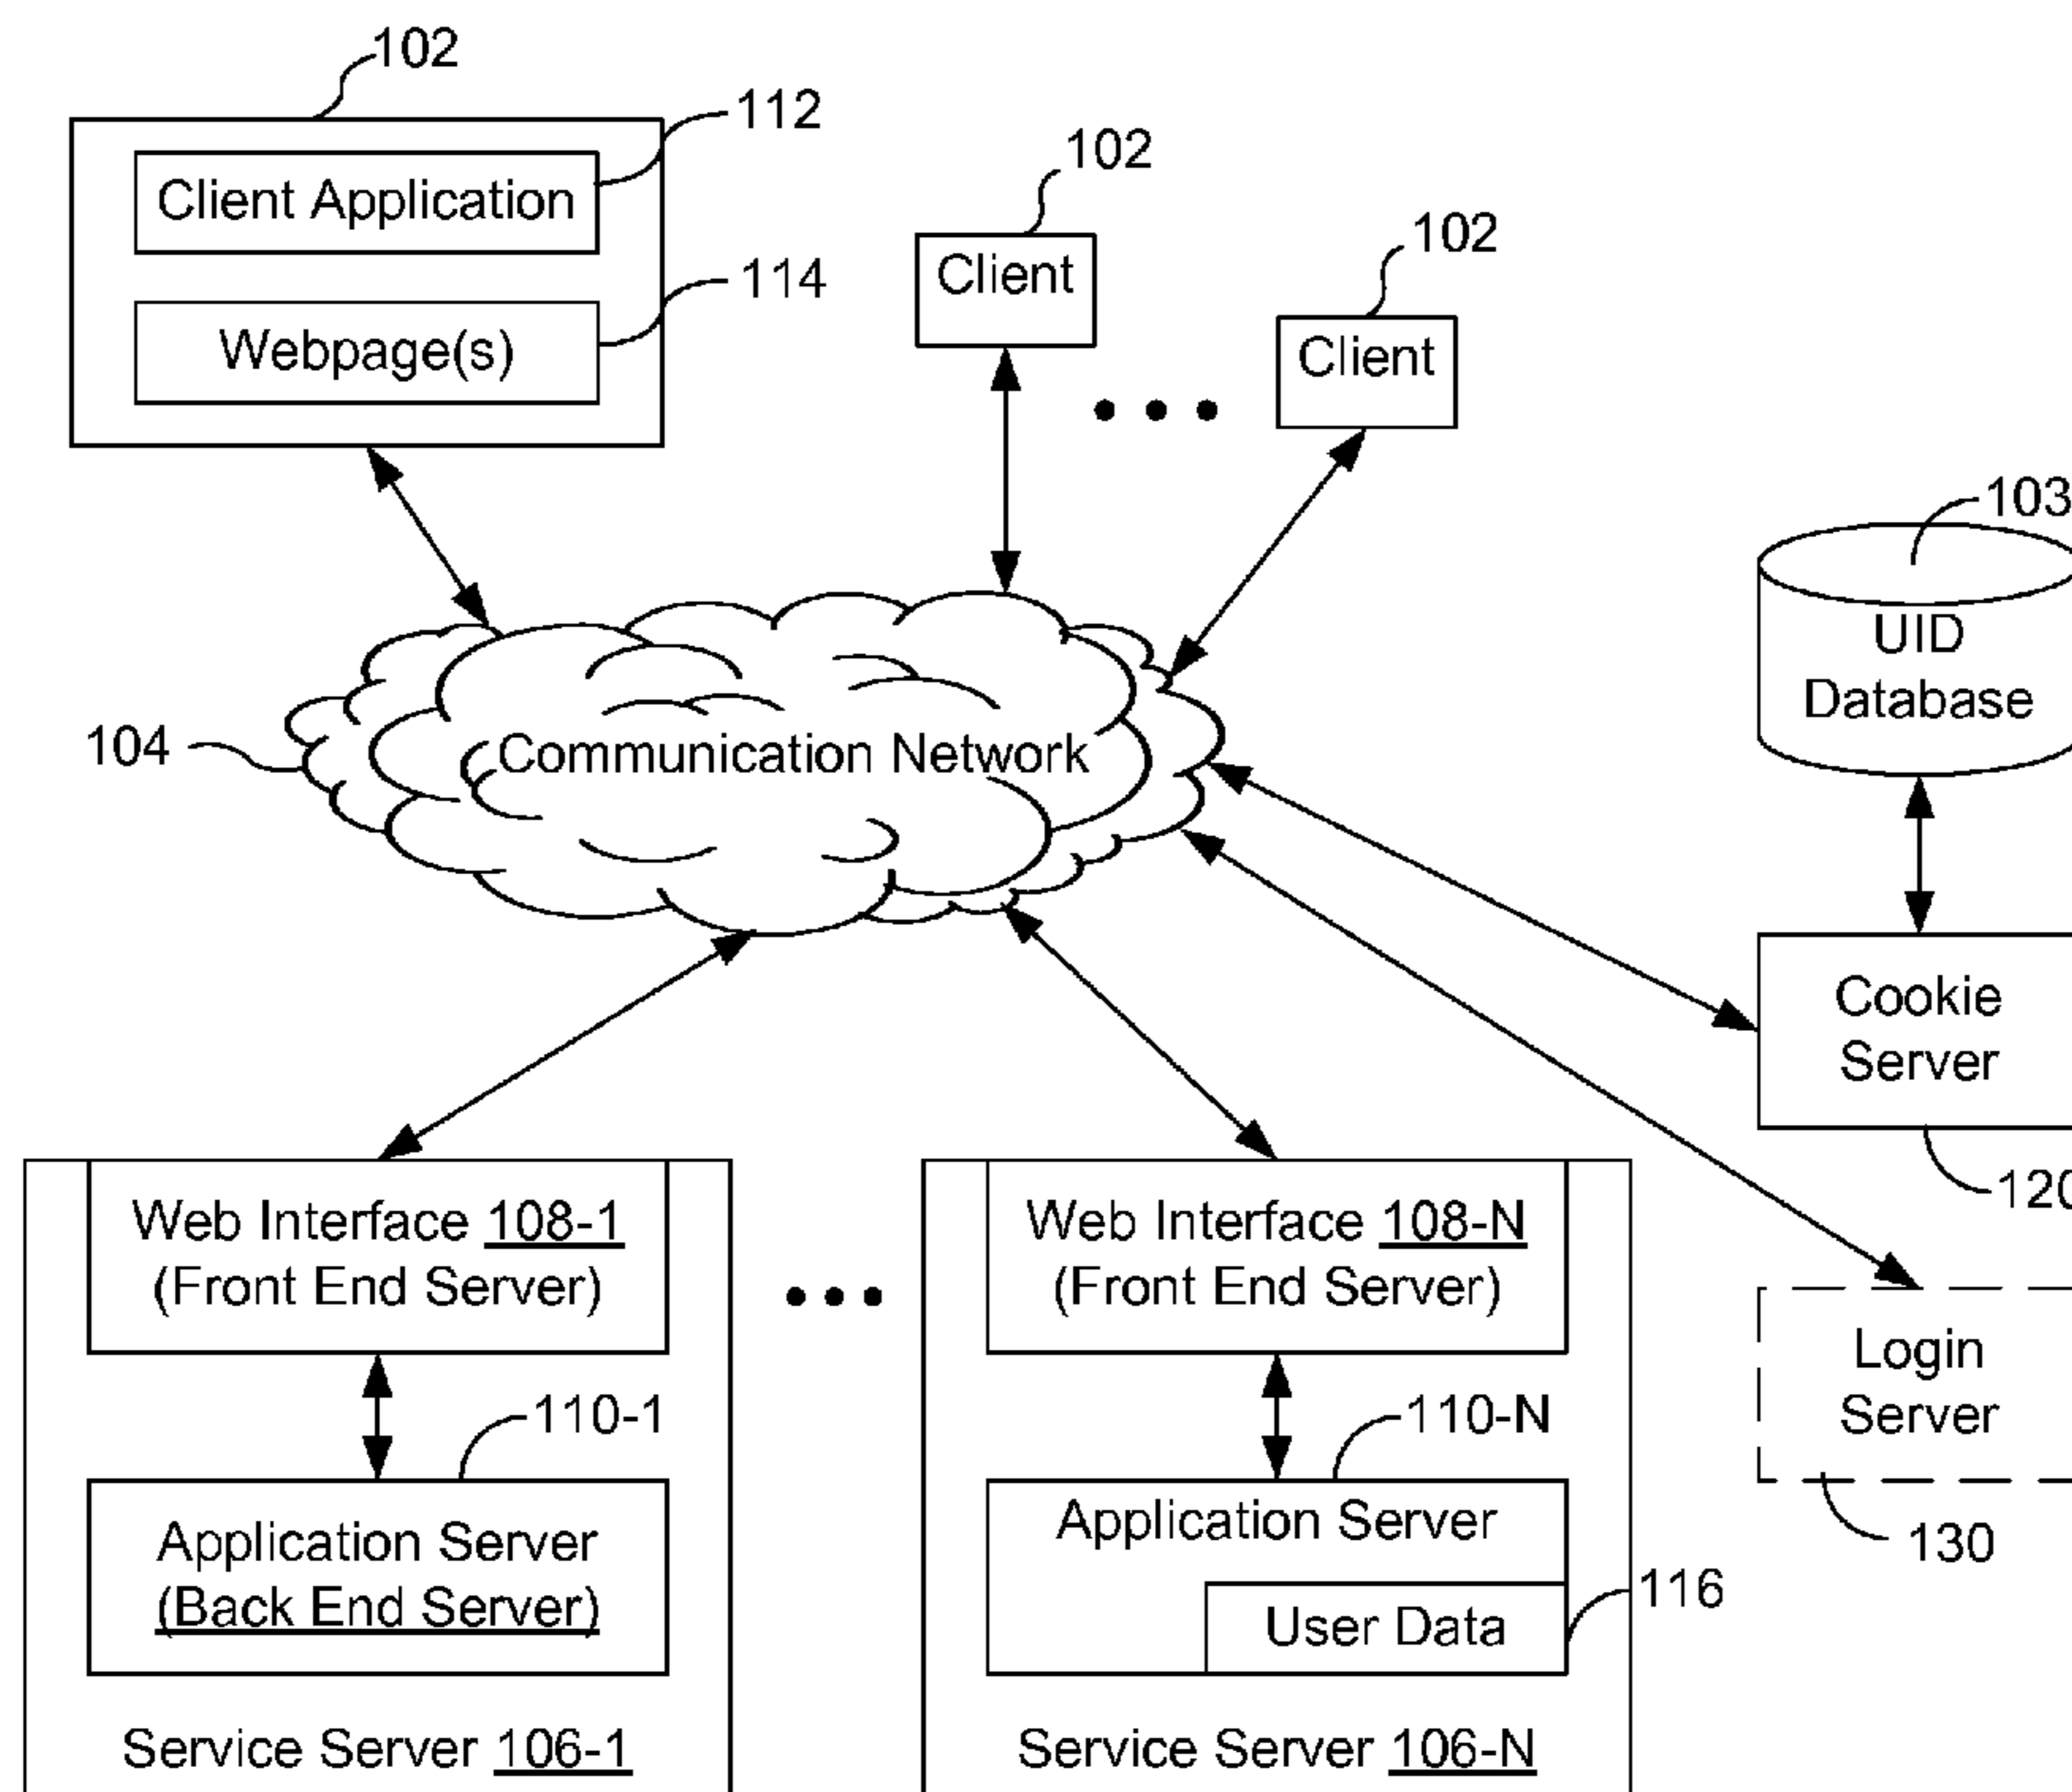 102
112
Client Application
114
Webpage(s)
102
Client
102
Client
103
UID
Database
104
Communication Network
Cookie
Server
120
Web Interface 108-1
(Front End Server)
Web Interface 108-N
(Front End Server)
Login
Server
130
110-1
110-N
Application Server
(Back End Server)
Application Server
116
User Data
Service Server 106-1
Service Server 106-N